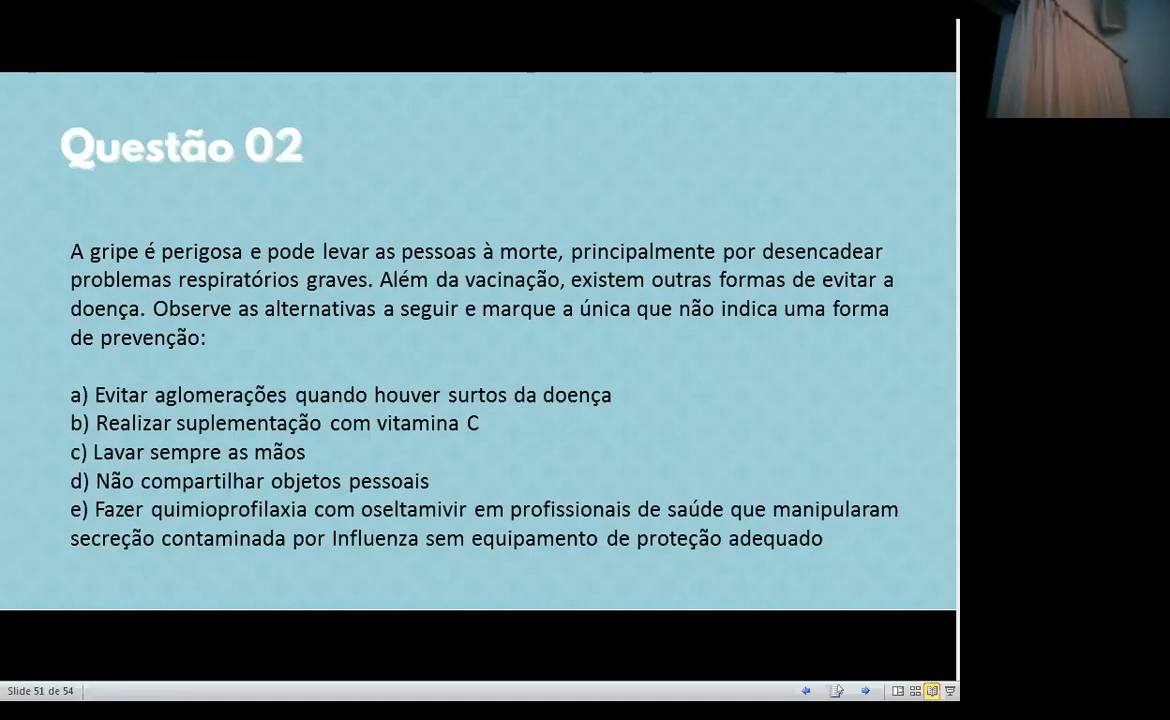 Questão 02
A gripe é perigosa e pode levar as pessoas à morte, principalmente por desencadear
problemas respiratórios graves. Além da vacinação, existem outras formas de evitar a
doença. Observe as alternativas a seguir e marque a única que não indica uma forma
de prevenção:
a) Evitar aglomerações quando houver surtos da doença
b) Realizar suplementação com vitamina C
c) Lavar sempre as mãos
d) Não compartilhar objetos pessoais
e) Fazer quimioprofilaxia com oseltamivir em profissionais de saúde que manipularam
secreção contaminada por Influenza sem equipamento de proteção adequado
Slide 51 de 54